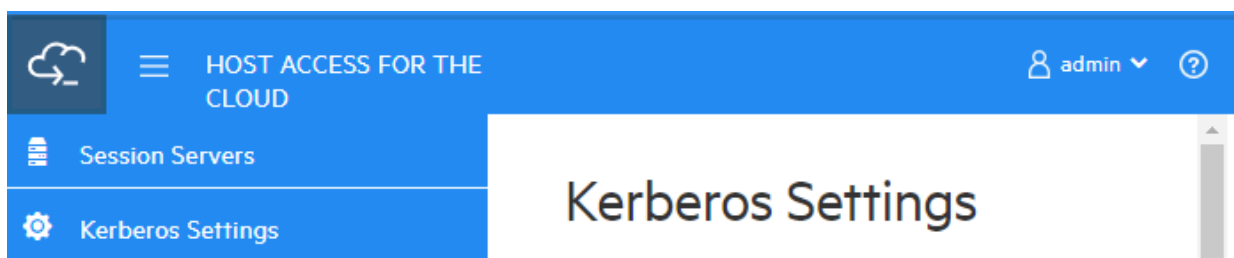 HOST ACCESS FOR THE
CLOUD
admin
Session Servers
Kerberos Settings
Kerberos Settings